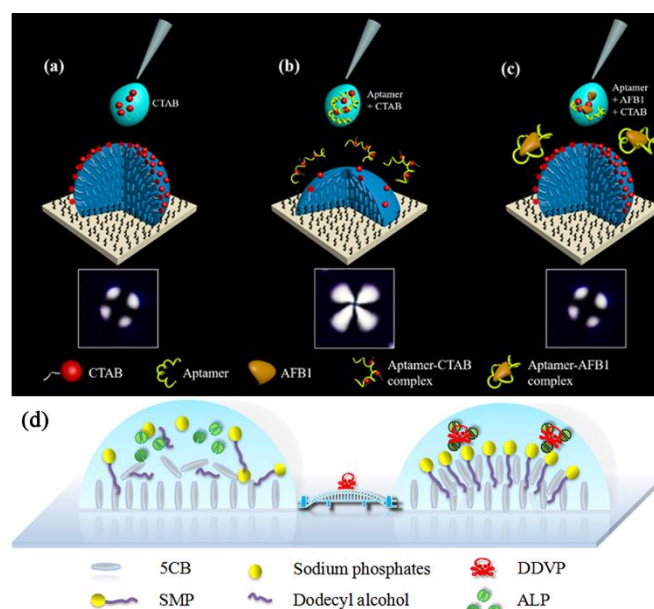 (a)
(b)
(c)
CTAB
Aptamer
+ CTAB
Aptamer
+ AFB1
+ CTAB
CTAB
Aptamer
AFB1
Aptamer-CTAB
complex
Aptamer-AFB1
complex
(d)
5CB
Sodium phosphates
DDVP
SMP
Dodecyl alcohol
ALP